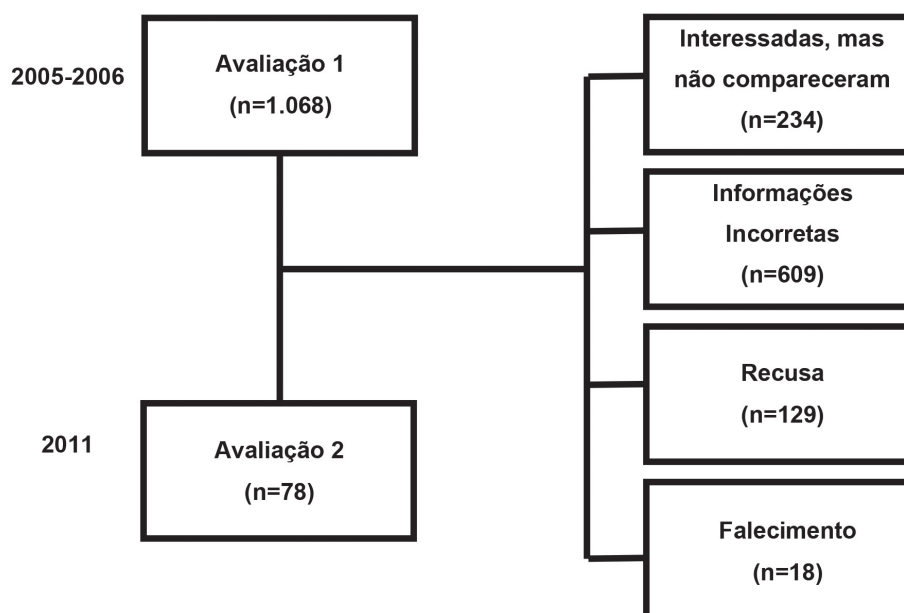 2005-2006
Avaliação 1
(n=1.068)
Interessadas, mas
não compareceram
(n=234)
Informações
Incorretas
(n=609)
Recusa
(n=129)
2011
Avaliação 2
(n=78)
Falecimento
(n=18)